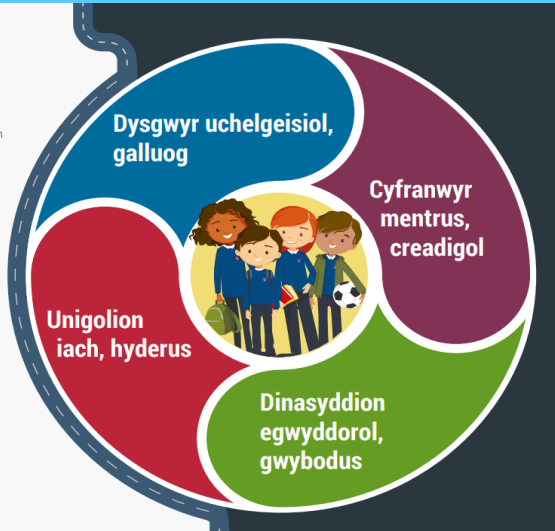 Dysgwyr uchelgeisiol,
galluog
Cyfranwyr
mentrus,
creadigol
Unigolion
iach, hyderus
Dinasyddion
egwyddorol,
gwybodus